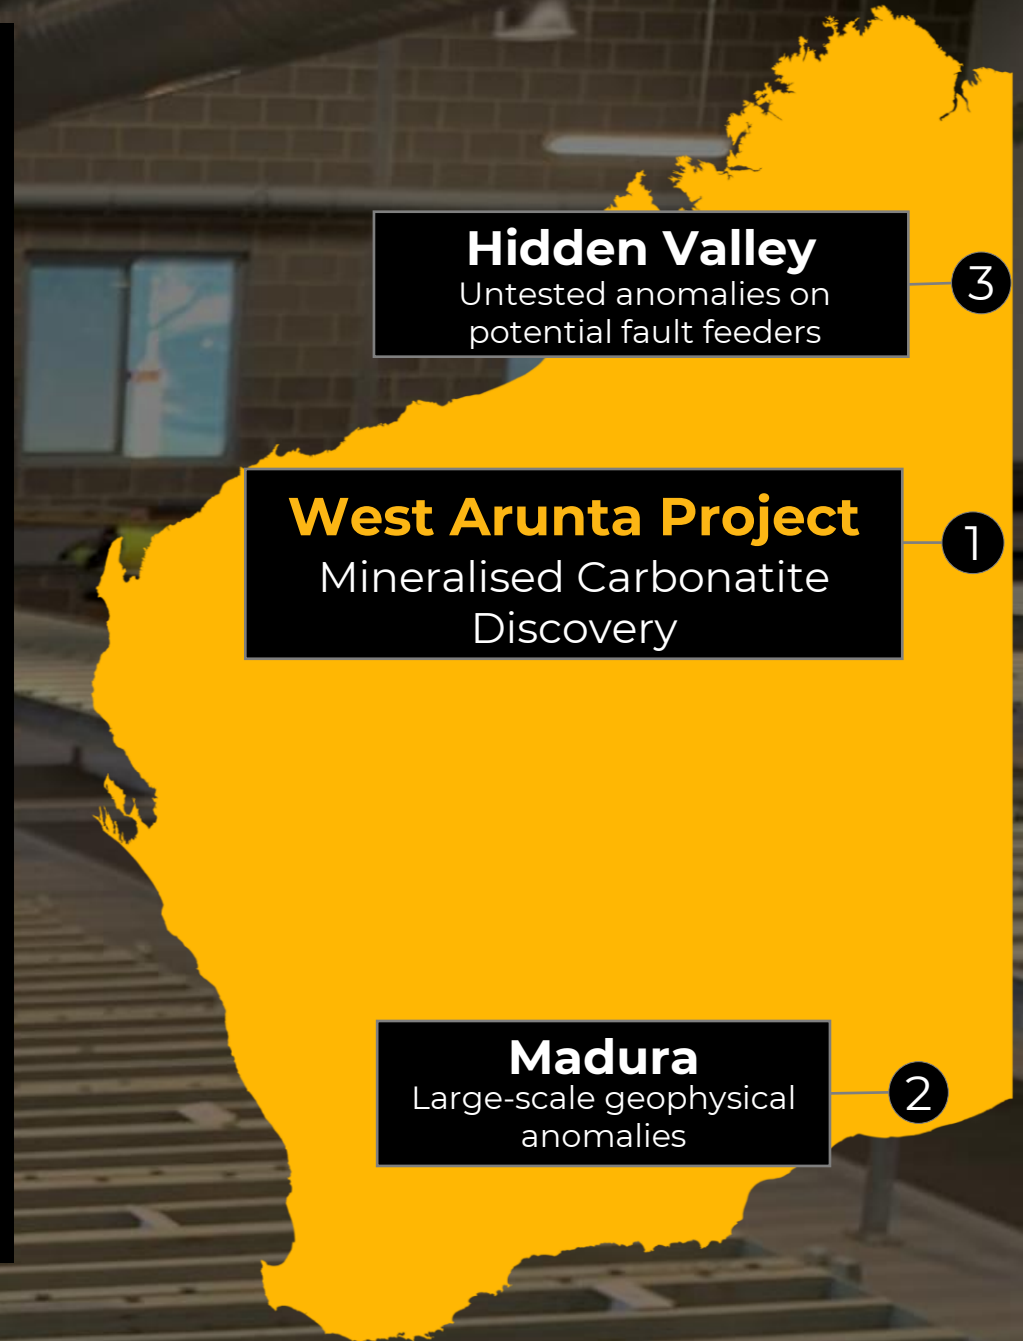 Hidden Valley
Untested anomalies on
potential fault feeders
3
West Arunta Project
Mineralised Carbonatite
Discovery
1
Madura
Large-scale geophysical
anomalies
2